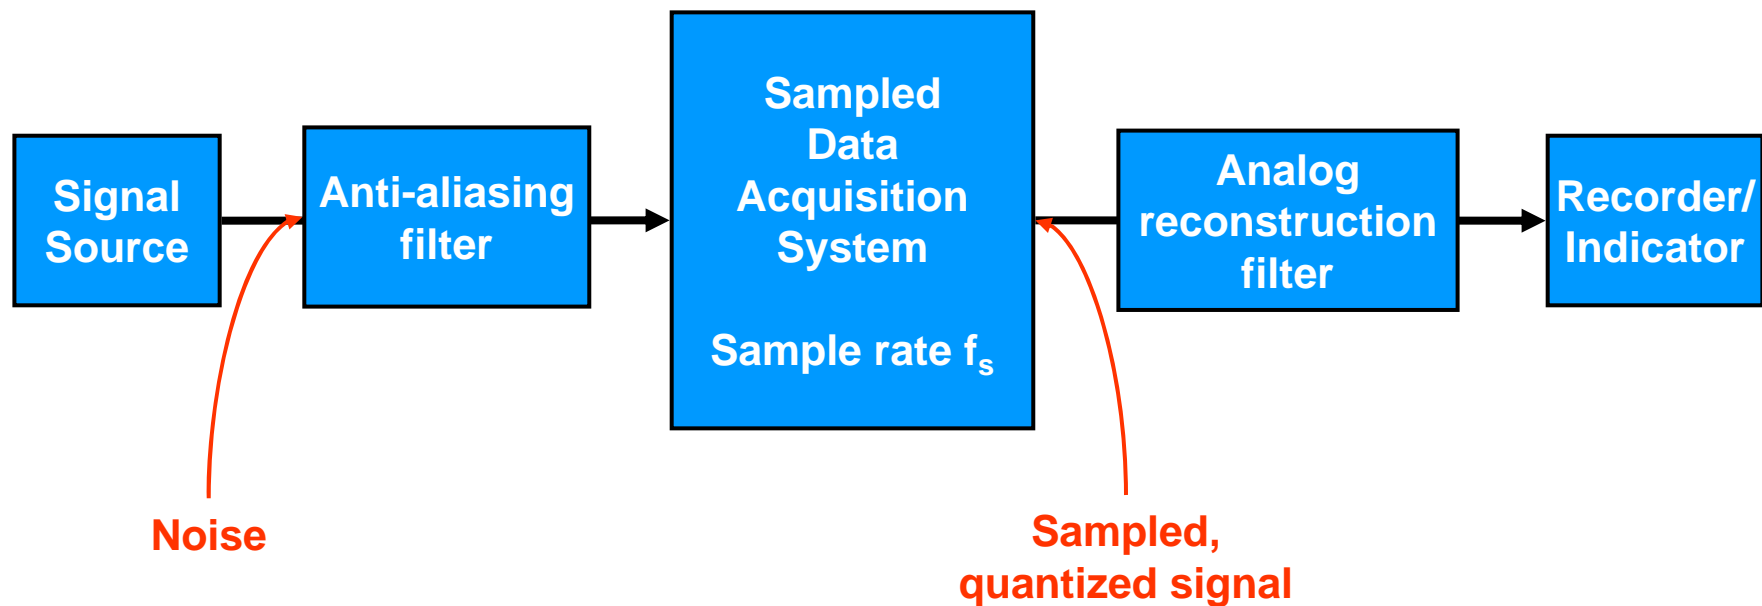 Signal
Source
Anti-aliasing
filter
Sampled
Data
Acquisition
System
Sample rate fₛ
Analog
reconstruction
filter
Recorder/
Indicator
Noise
Sampled,
quantized signal